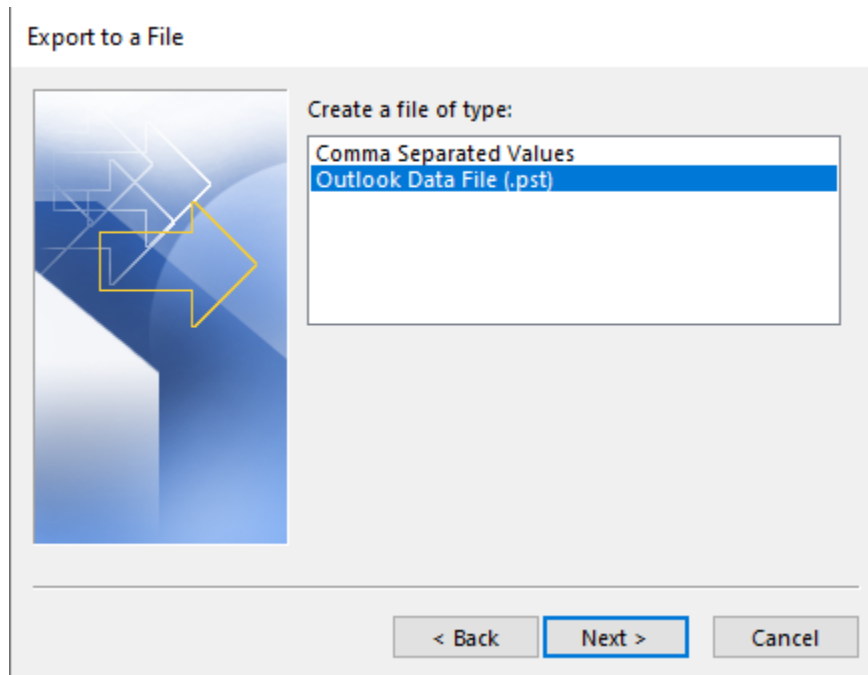 Export to a File
Create a file of type:
Comma Separated Values
Outlook Data File (.pst)
< Back
Next >
Cancel